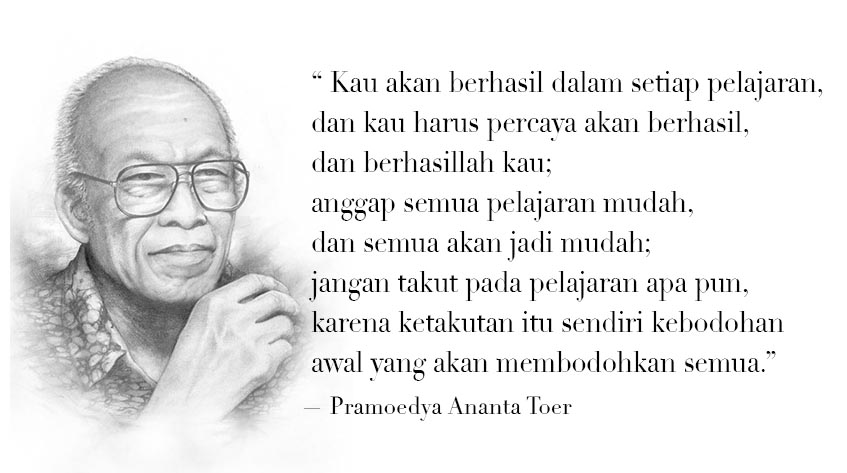 “ Kau akan berhasil dalam setiap pelajaran,
dan kau harus percaya akan berhasil,
dan berhasillah kau;
anggap semua pelajaran mudah,
dan semua akan jadi mudah;
jangan takut pada pelajaran apa pun,
karena ketakutan itu sendiri kebodohan
awal yang akan membodohkan semua.”
— Pramoedya Ananta Toer